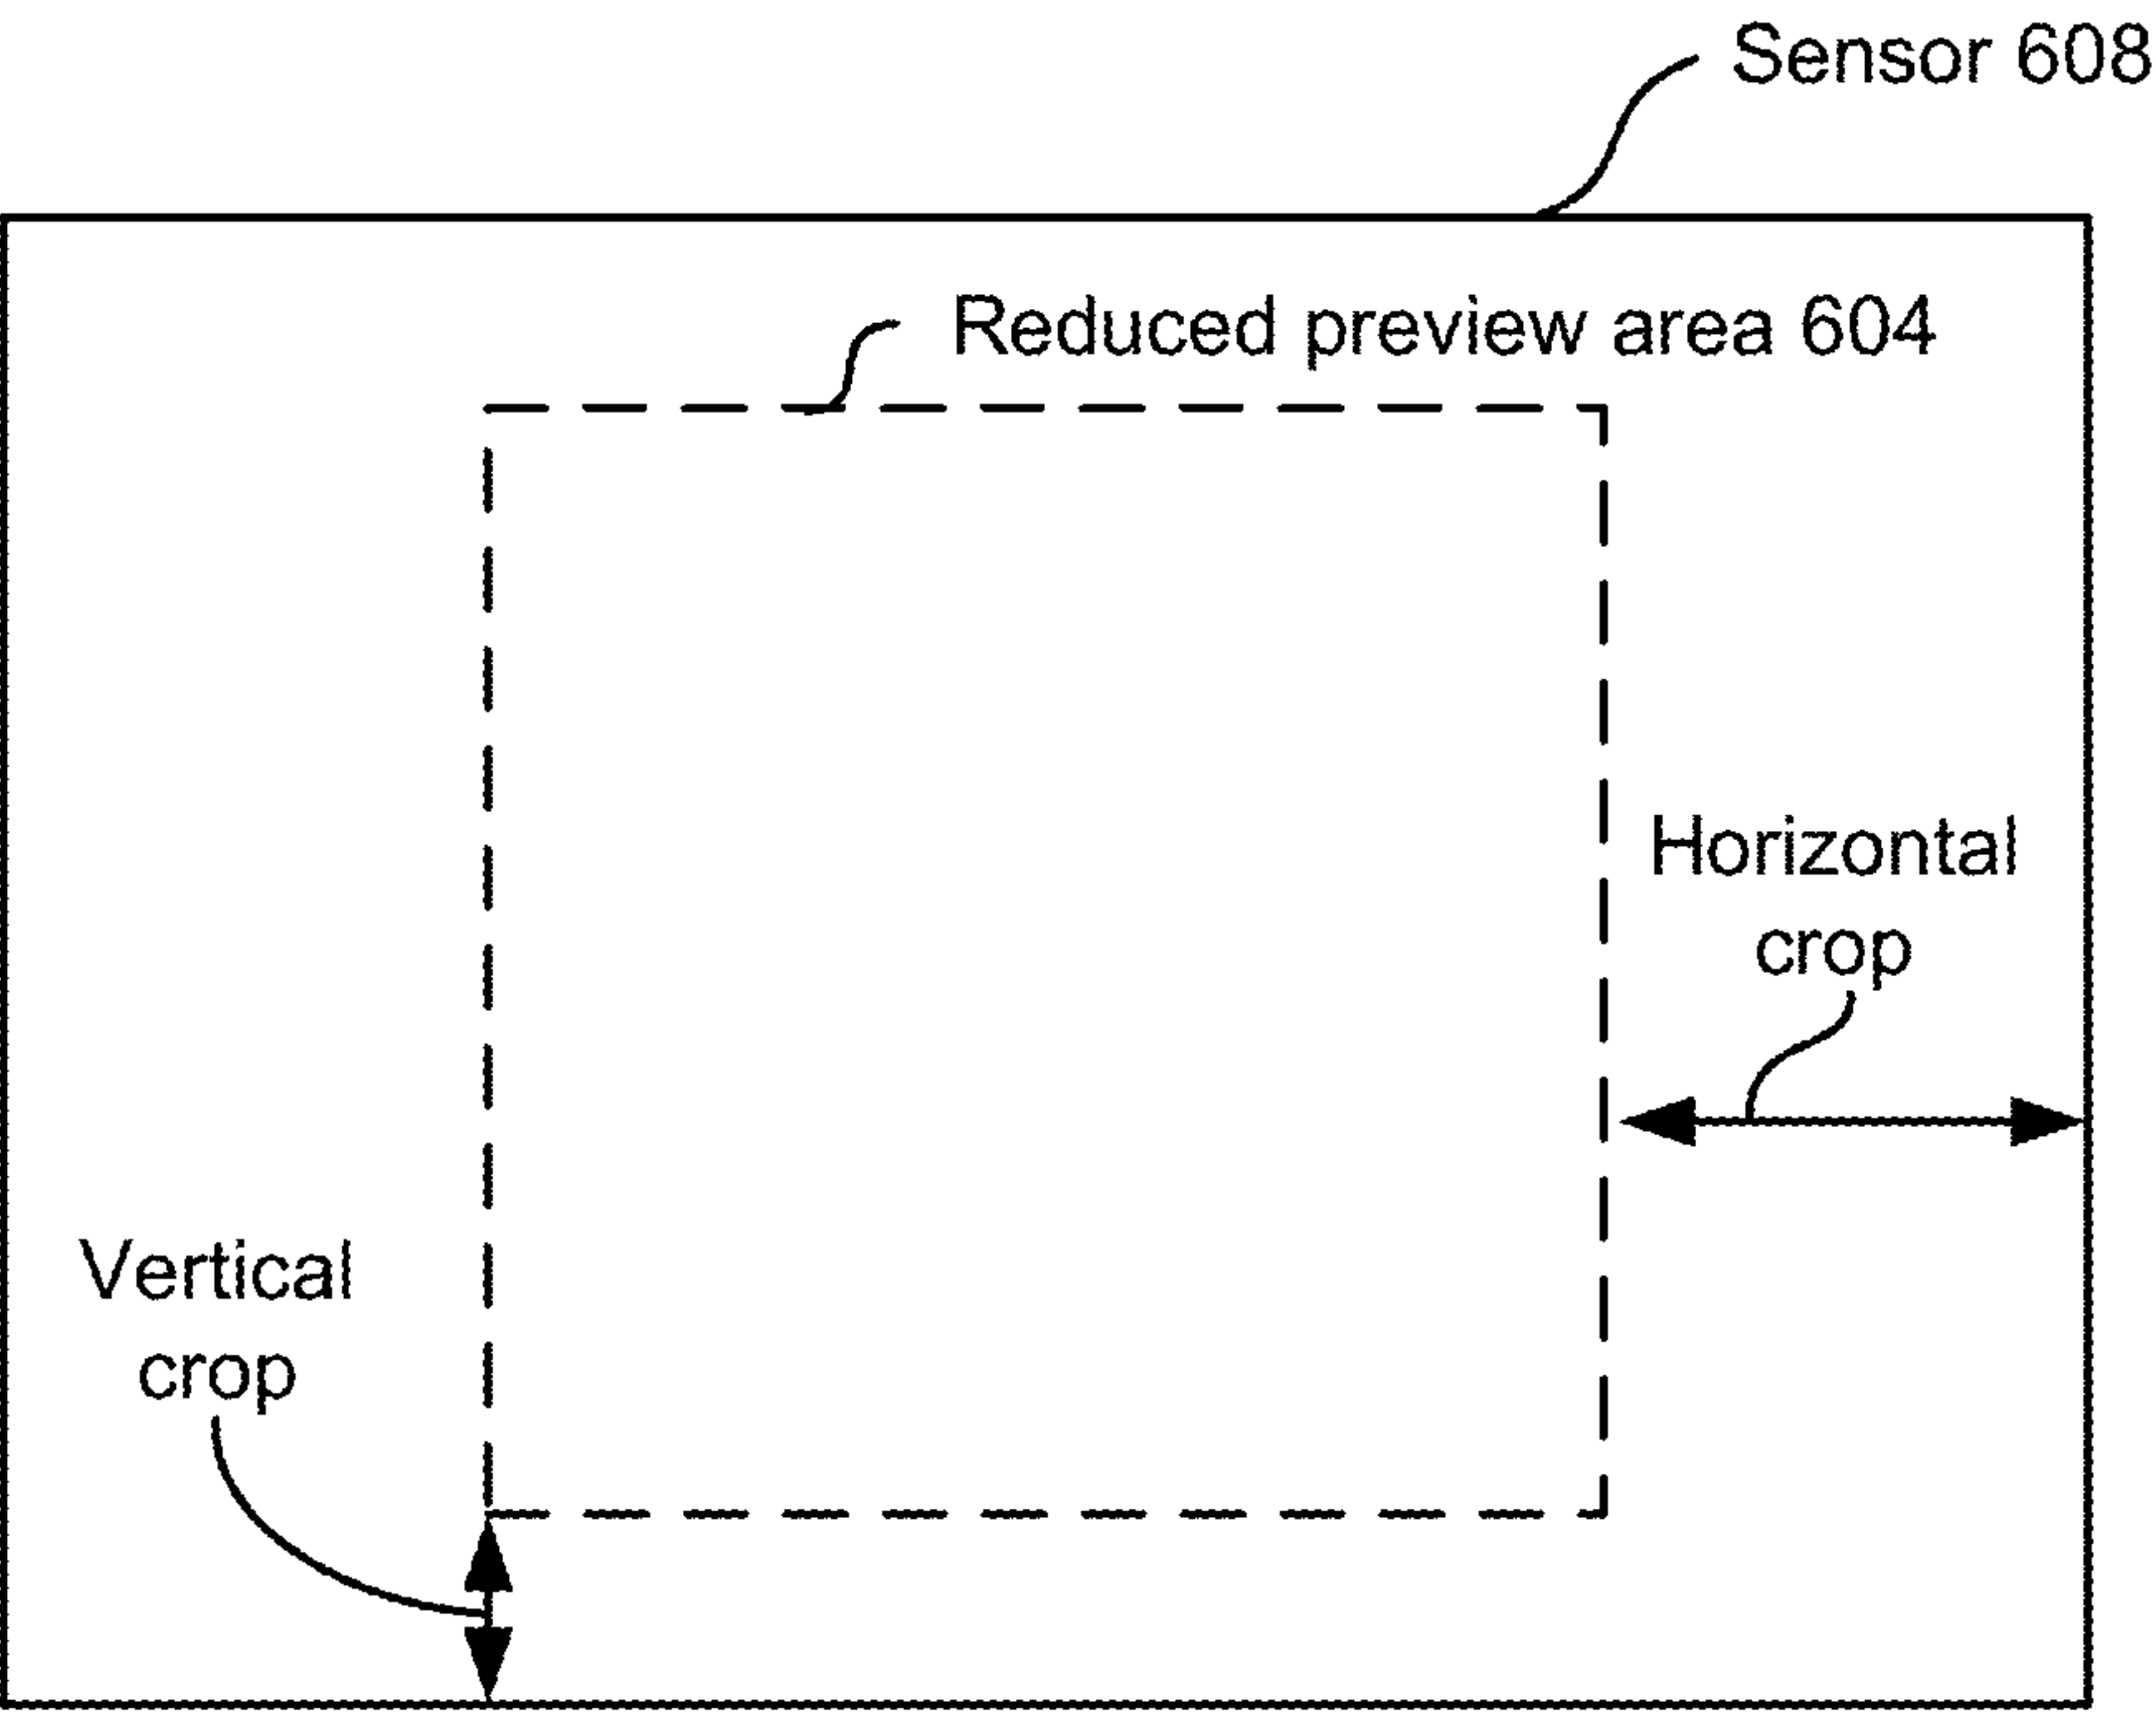 Sensor 608
Reduced preview area 604
Horizontal
crop
Vertical
crop